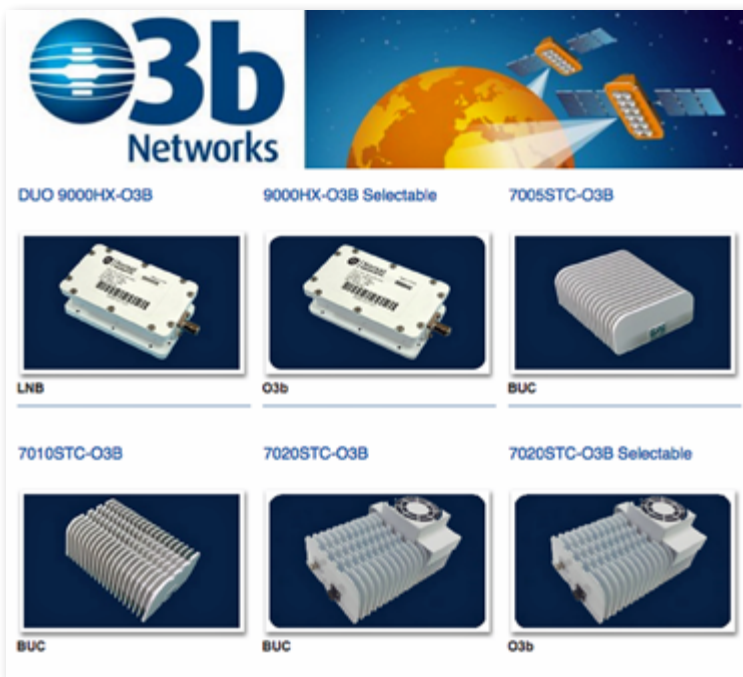 O3b
Networks
DUO 9000HX-O3B
9000HX-O3B Selectable
7005STC-O3B
LNB
O3b
BUC
7010STC-O3B
7020STC-O3B
7020STC-O3B Selectable
BUC
BUC
O3b